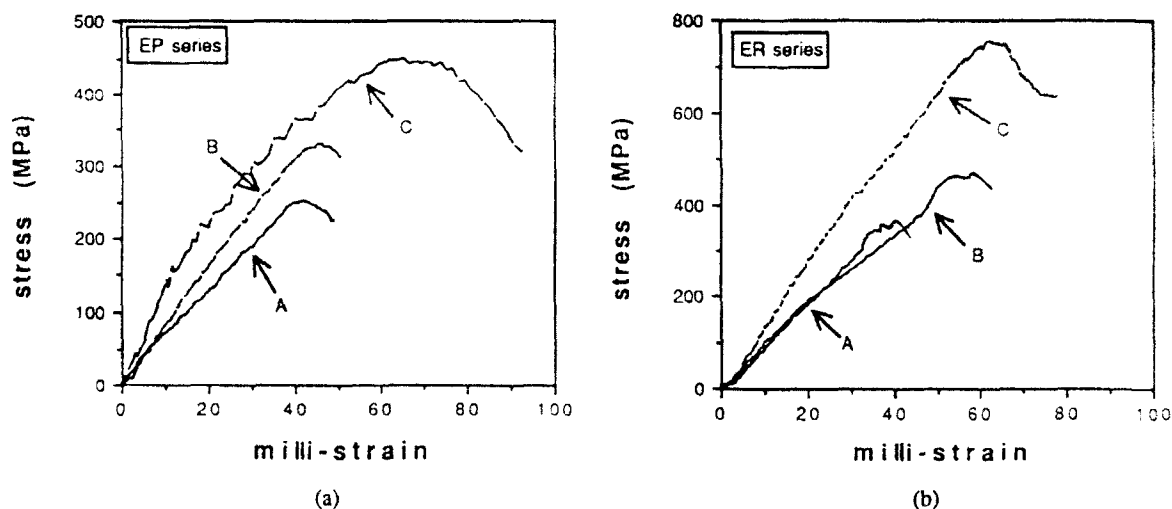 500
EP series
400
300
200
100
0
B
C
A
stress (MPa)
0 20 40 60 80 100
milli-strain
(a)
800
ER series
600
400
200
0
C
B
A
stress (MPa)
0 20 40 60 80 100
milli-strain
(b)